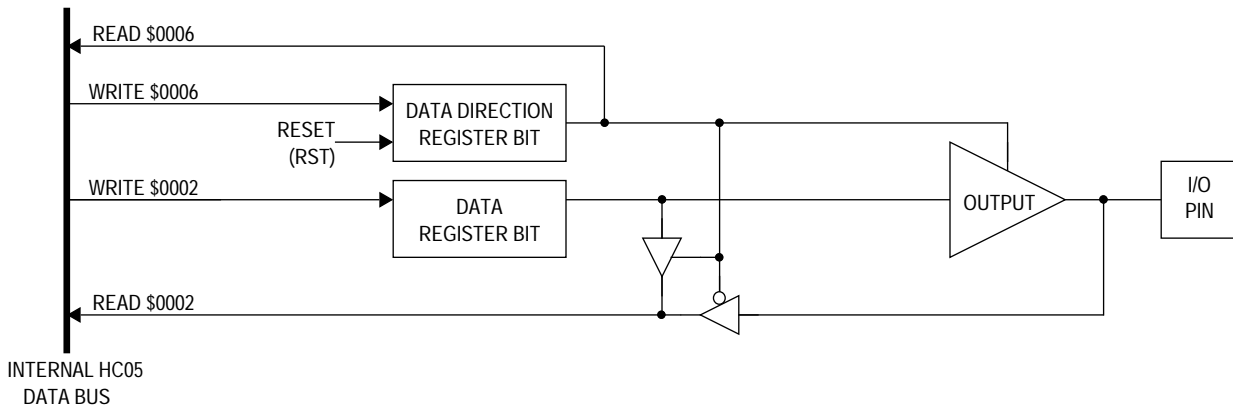 READ $0006
WRITE $0006
DATA DIRECTION
REGISTER BIT
RESET
(RST)
WRITE $0002
DATA
REGISTER BIT
OUTPUT
I/O
PIN
READ $0002
INTERNAL HC05
DATA BUS